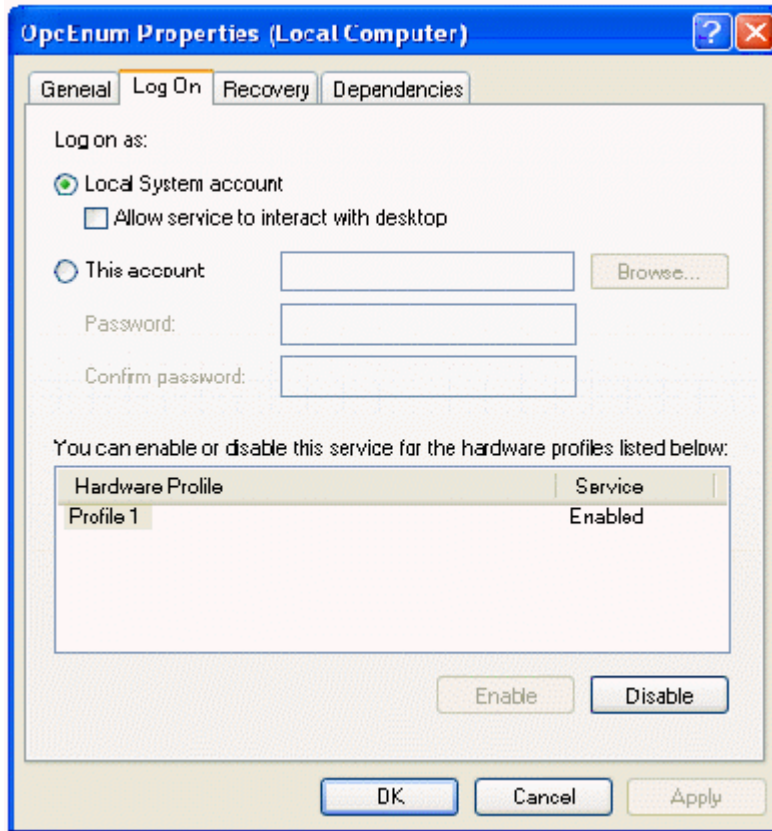 OpcEnum Properties (Local Computer)
General Log On Recovery Dependencies
Log on as:
Local System account
Allow service to interact with desktop
This account
Browse...
Password:
Confirm password:
You can enable or disable this service for the hardware profiles listed below:
Hardware Profile Service
Profile 1 Enabled
Enable Disable
OK Cancel Apply